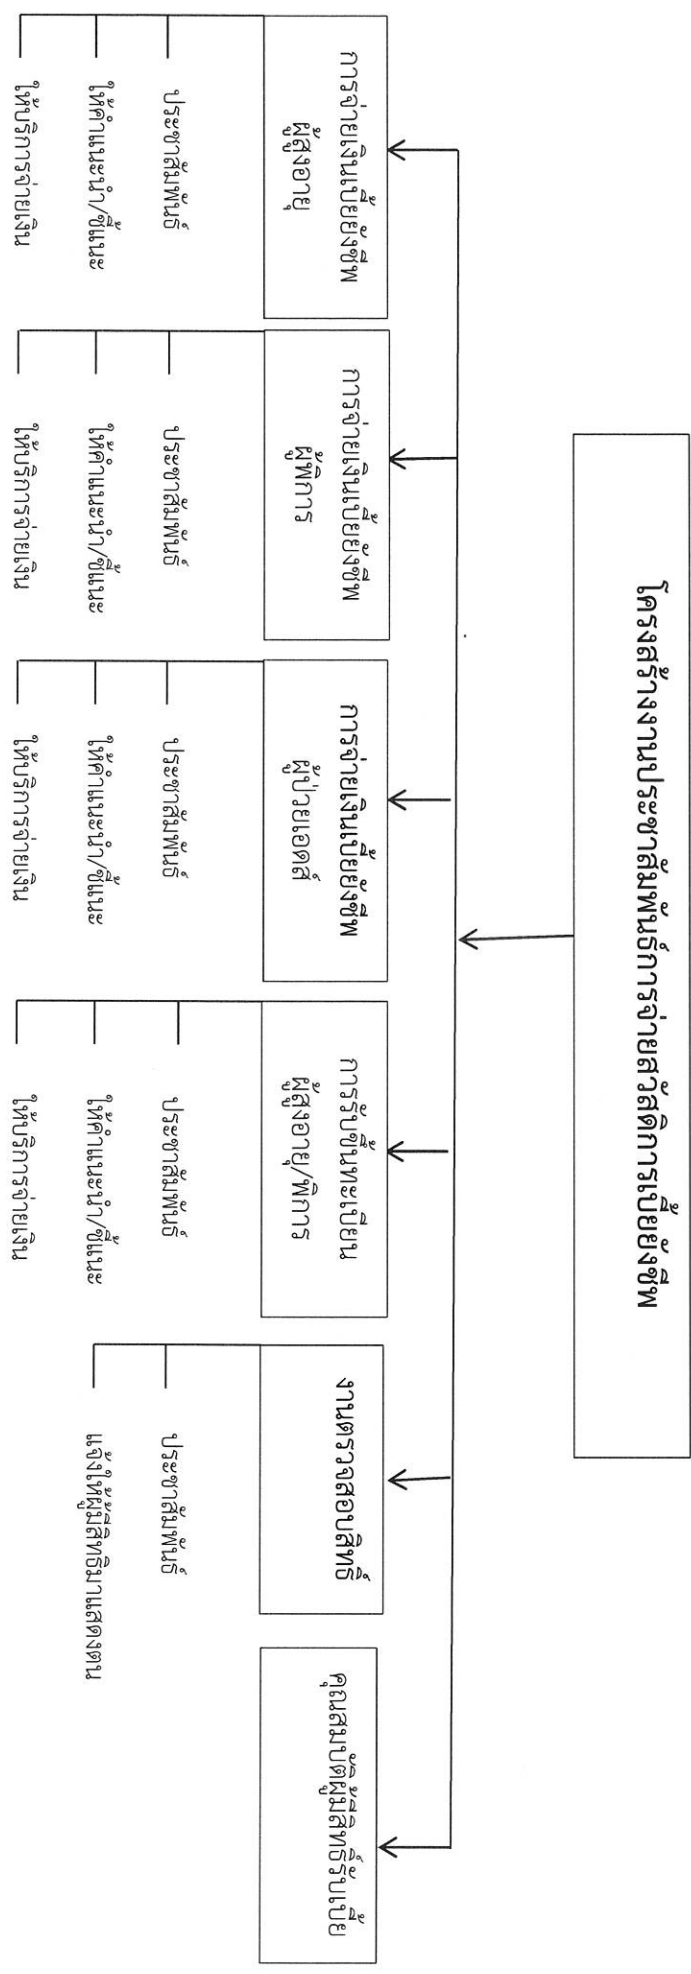 โครงสร้างงานประชาสัมพันธ์การจ่ายสวัสดิการเบี้ยยังชีพ
การจ่ายเงินเบี้ยยังชีพ
ผู้สูงอายุ
ประชาสัมพันธ์
ให้คำแนะนำ/ชี้แนะ
ให้บริการจ่ายเงิน
การจ่ายเงินเบี้ยยังชีพ
ผู้พิการ
ประชาสัมพันธ์
ให้คำแนะนำ/ชี้แนะ
ให้บริการจ่ายเงิน
การจ่ายเงินเบี้ยยังชีพ
ผู้ป่วยเอดส์
ประชาสัมพันธ์
ให้คำแนะนำ/ชี้แนะ
ให้บริการจ่ายเงิน
การรับขึ้นทะเบียน
ผู้สูงอายุ/พิการ
ประชาสัมพันธ์
ให้คำแนะนำ/ชี้แนะ
ให้บริการจ่ายเงิน
งานตรวจสอบสิทธิ์
ประชาสัมพันธ์
แจ้งให้ผู้มีสิทธิมาแสดงตน
คุณสมบัติผู้มีสิทธิ์รับเบี้ย